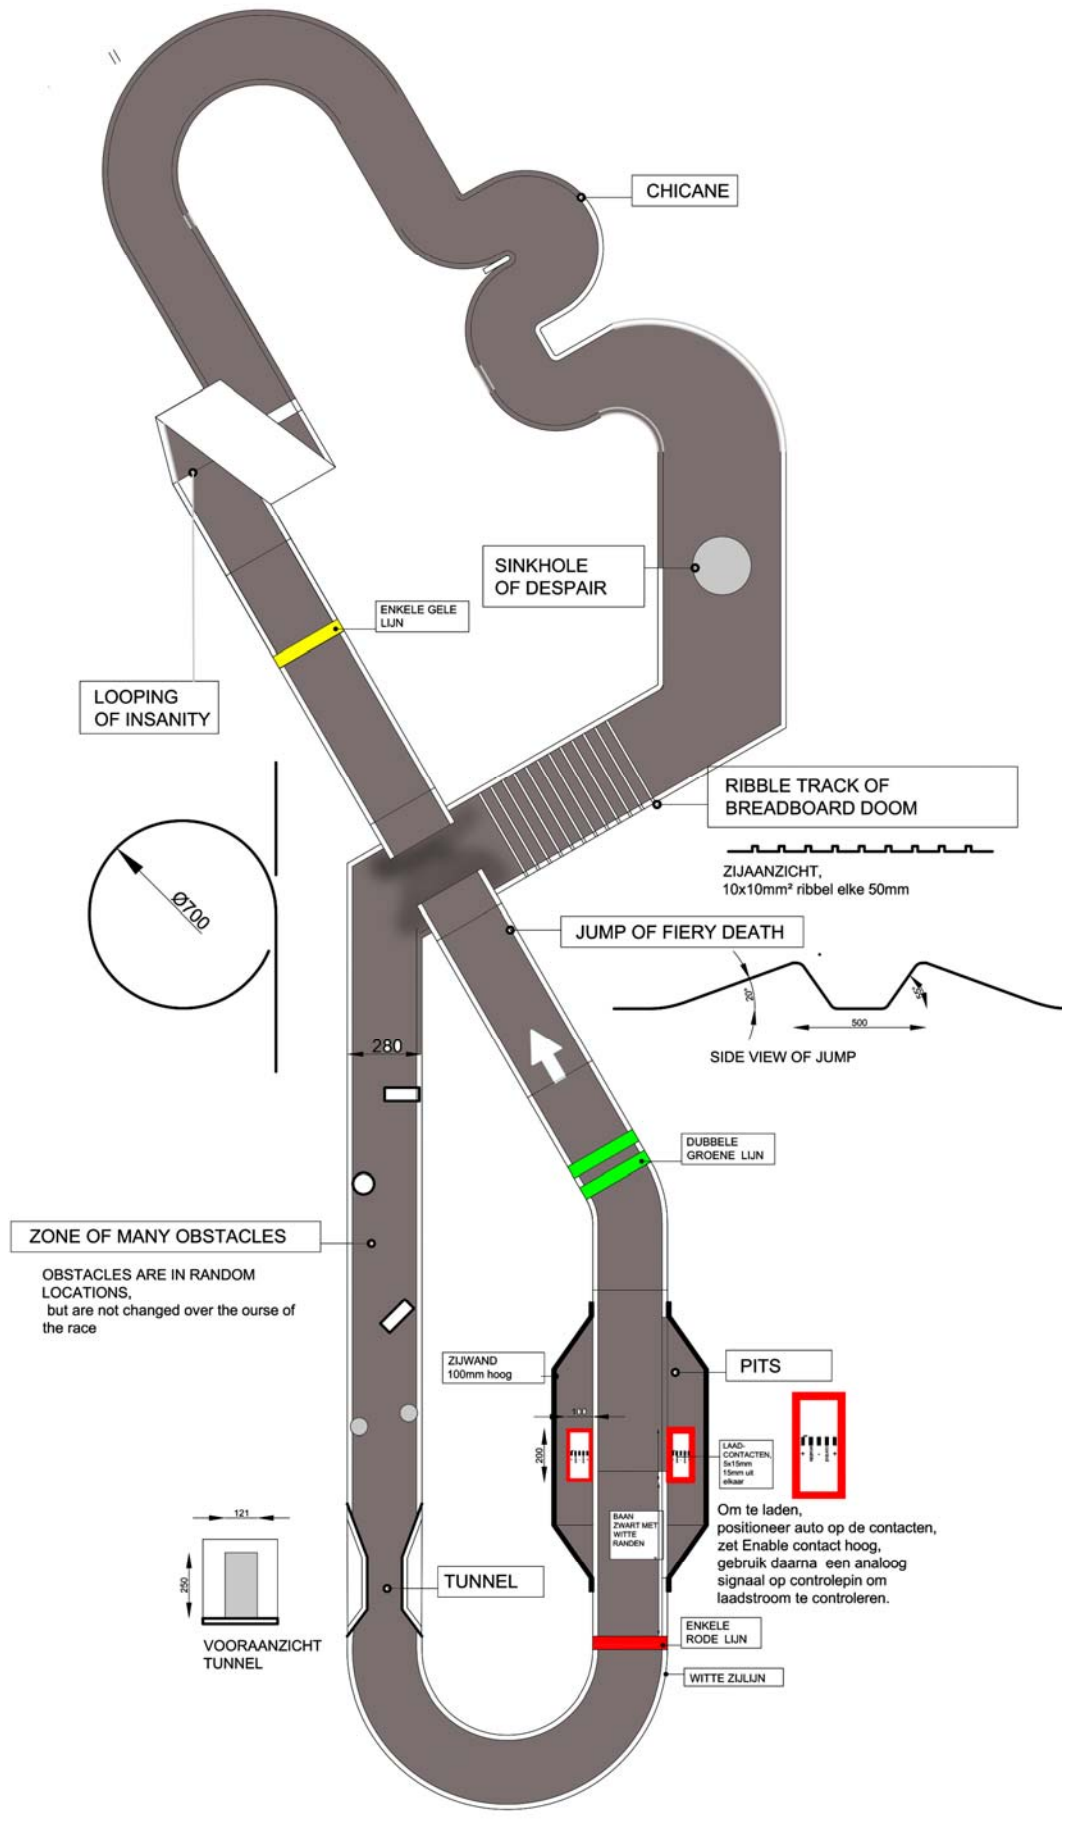 CHICANE
SINKHOLE
OF DESPAIR
ENKELE GELE
LIJN
LOOPING
OF INSANITY
RIBBLE TRACK OF
BREADBOARD DOOM
ZIJAANZICHT,
10x10mm² ribbel elke 50mm
Ø700
JUMP OF FIERY DEATH
20°
55°
500
SIDE VIEW OF JUMP
280
DUBBELE
GROENE LIJN
ZONE OF MANY OBSTACLES
OBSTACLES ARE IN RANDOM
LOCATIONS,
but are not changed over the ourse of
the race
ZIJWAND
100mm hoog
PITS
100
200
LAAD-
CONTACTEN,
5x15mm
15mm uit
elkaar
BAAN
ZWART MET
WITTE
RANDEN
Om te laden,
positioneer auto op de contacten,
zet Enable contact hoog,
gebruik daarna een analoog
signaal op controlepin om
laadstroom te controleren.
121
250
TUNNEL
VOORAANZICHT
TUNNEL
ENKELE
RODE LIJN
WITTE ZIJLIJN